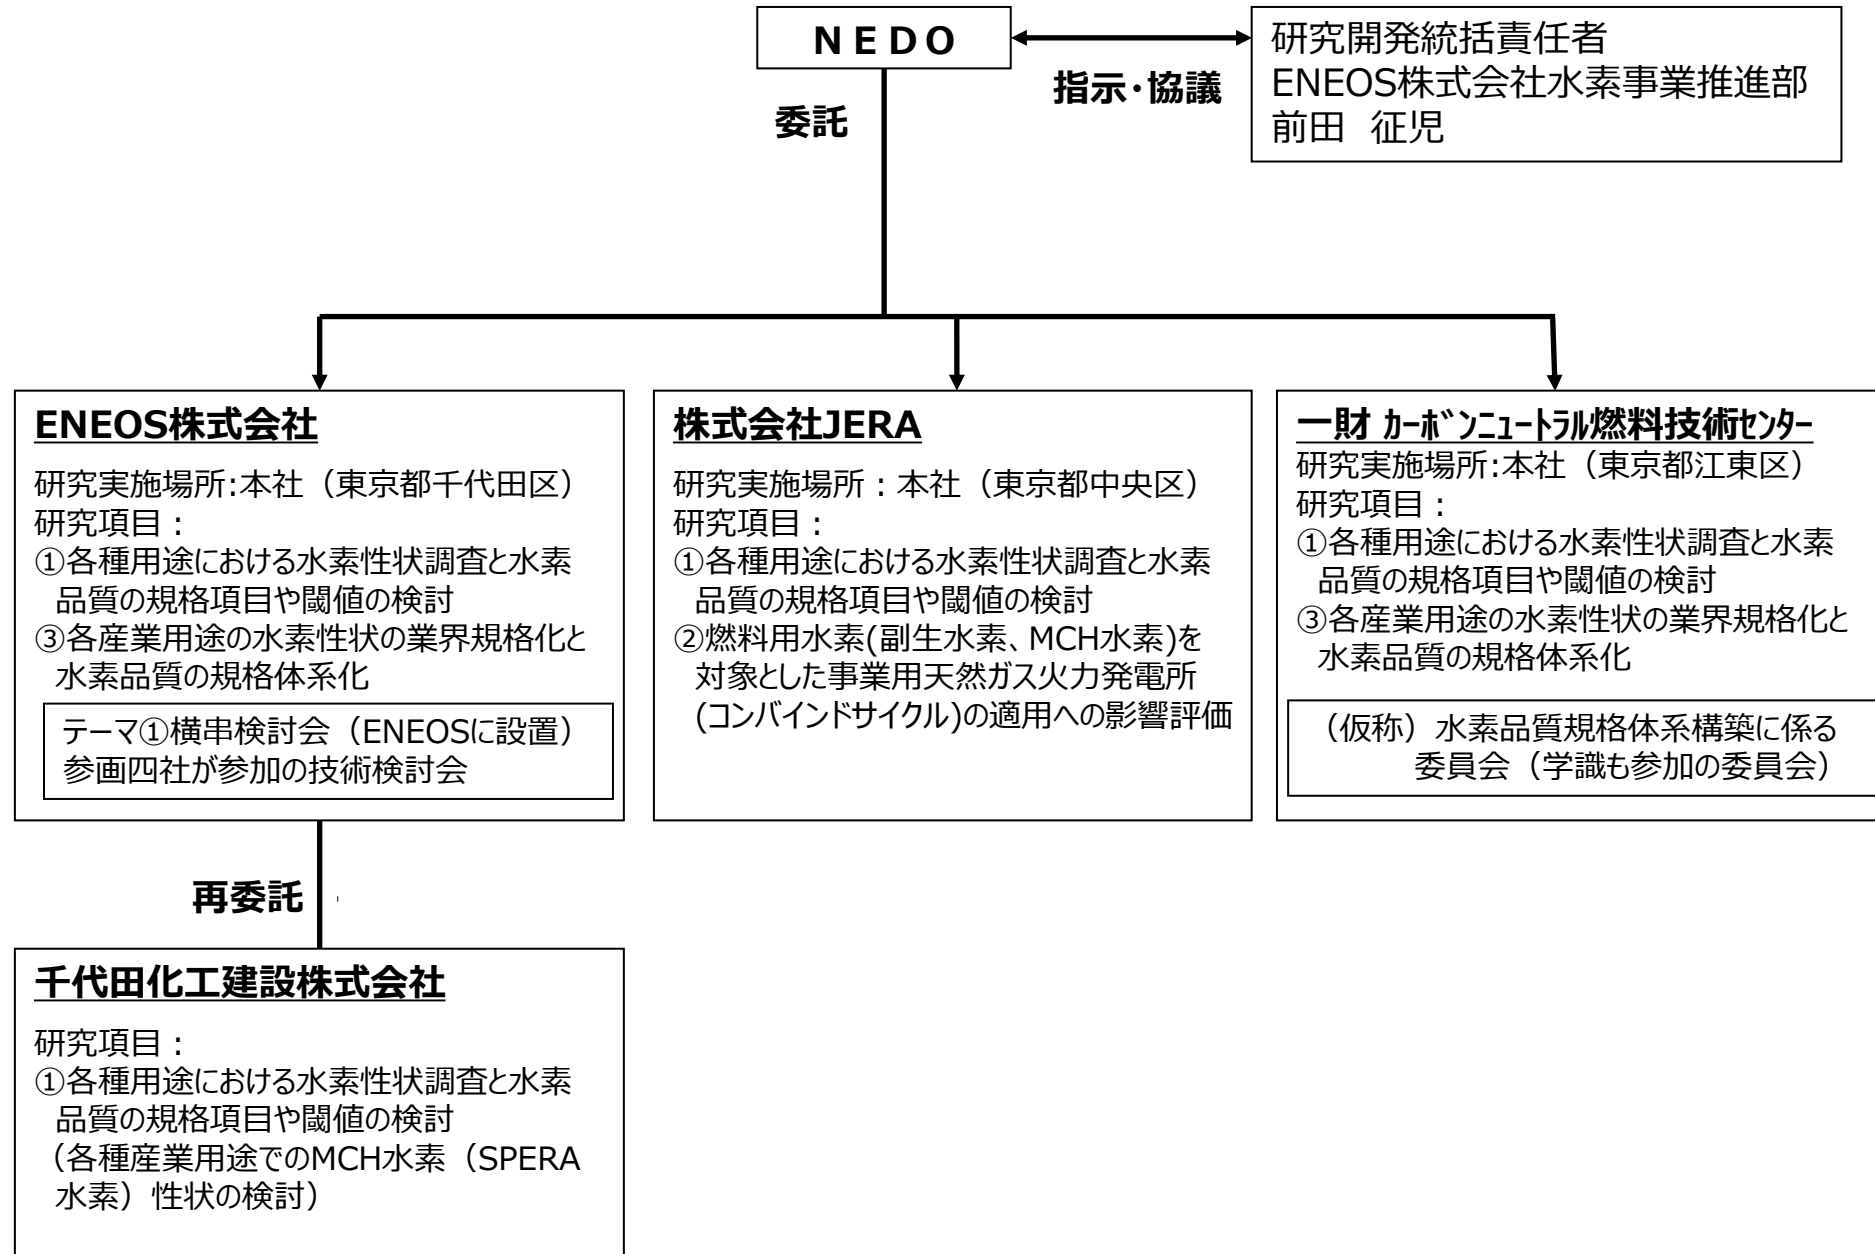 ＮＥＤＯ
指示・協議
研究開発統括責任者
ENEOS株式会社水素事業推進部
前田　征児
委託
ENEOS株式会社
研究実施場所:本社（東京都千代田区）
研究項目：
①各種用途における水素性状調査と水素
品質の規格項目や閾値の検討
③各産業用途の水素性状の業界規格化と
水素品質の規格体系化
テーマ①横串検討会（ENEOSに設置）
参画四社が参加の技術検討会
株式会社JERA
研究実施場所：本社（東京都中央区）
研究項目：
①各種用途における水素性状調査と水素
品質の規格項目や閾値の検討
②燃料用水素(副生水素、MCH水素)を
対象とした事業用天然ガス火力発電所
(コンバインドサイクル)の適用への影響評価
一財 ｶｰﾎﾞﾝﾆｭｰﾄﾗﾙ燃料技術ｾﾝﾀｰ
研究実施場所:本社（東京都江東区）
研究項目：
①各種用途における水素性状調査と水素
品質の規格項目や閾値の検討
③各産業用途の水素性状の業界規格化と
水素品質の規格体系化
（仮称）水素品質規格体系構築に係る
委員会（学識も参加の委員会）
再委託
千代田化工建設株式会社
研究項目：
①各種用途における水素性状調査と水素
品質の規格項目や閾値の検討
（各種産業用途でのMCH水素（SPERA
水素）性状の検討）